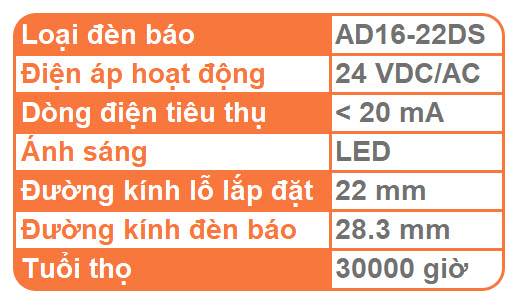 Loại đèn báo AD16-22DS
Điện áp hoạt động 24 VDC/AC
Dòng điện tiêu thụ < 20 mA
Ánh sáng LED
Đường kính lỗ lắp đặt 22 mm
Đường kính đèn báo 28.3 mm
Tuổi thọ 30000 giờ